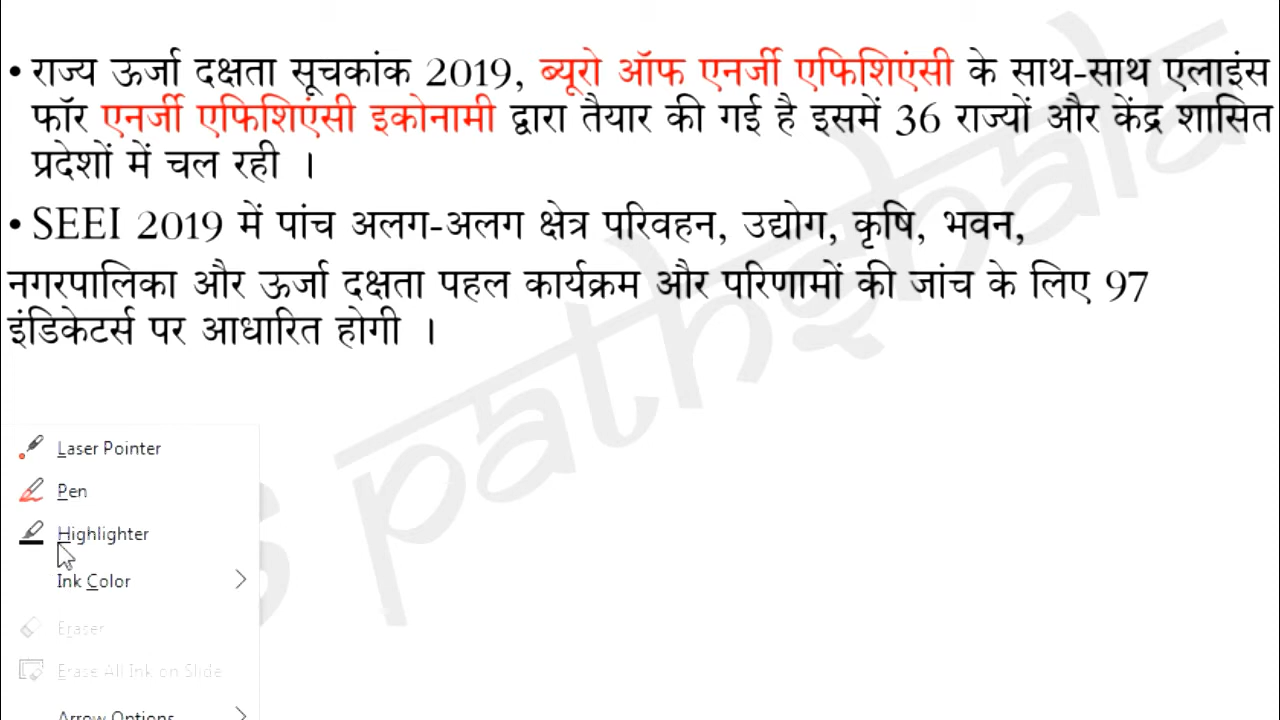 • राज्य ऊर्जा दक्षता सूचकांक 2019, ब्यूरो ऑफ एनर्जी एफिशिएंसी के साथ-साथ एलाइंस
फॉर एनर्जी एफिशिएंसी इकोनामी द्वारा तैयार की गई है इसमें 36 राज्यों और केंद्र शासित
प्रदेशों में चल रही ।
• SEEI 2019 में पांच अलग-अलग क्षेत्र परिवहन, उद्योग, कृषि, भवन,
नगरपालिका और ऊर्जा दक्षता पहल कार्यक्रम और परिणामों की जांच के लिए 97
इंडिकेटर्स पर आधारित होगी ।
s pathshala
Laser Pointer
Pen
Highlighter
Ink Color
Eraser
Erase All Ink on Slide
Arrow Options